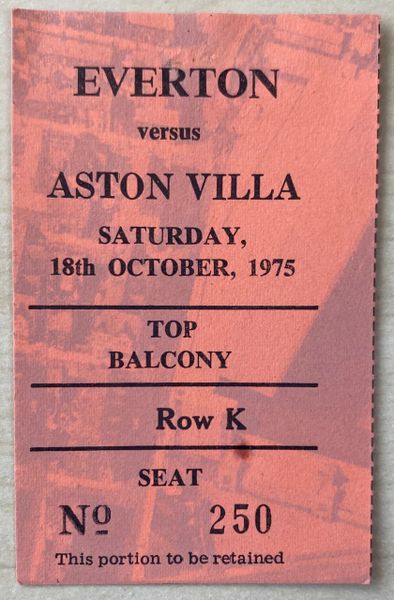 EVERTON
versus
ASTON VILLA
SATURDAY,
18th OCTOBER, 1975
TOP
BALCONY
Row K
SEAT
Nº 250
This portion to be retained